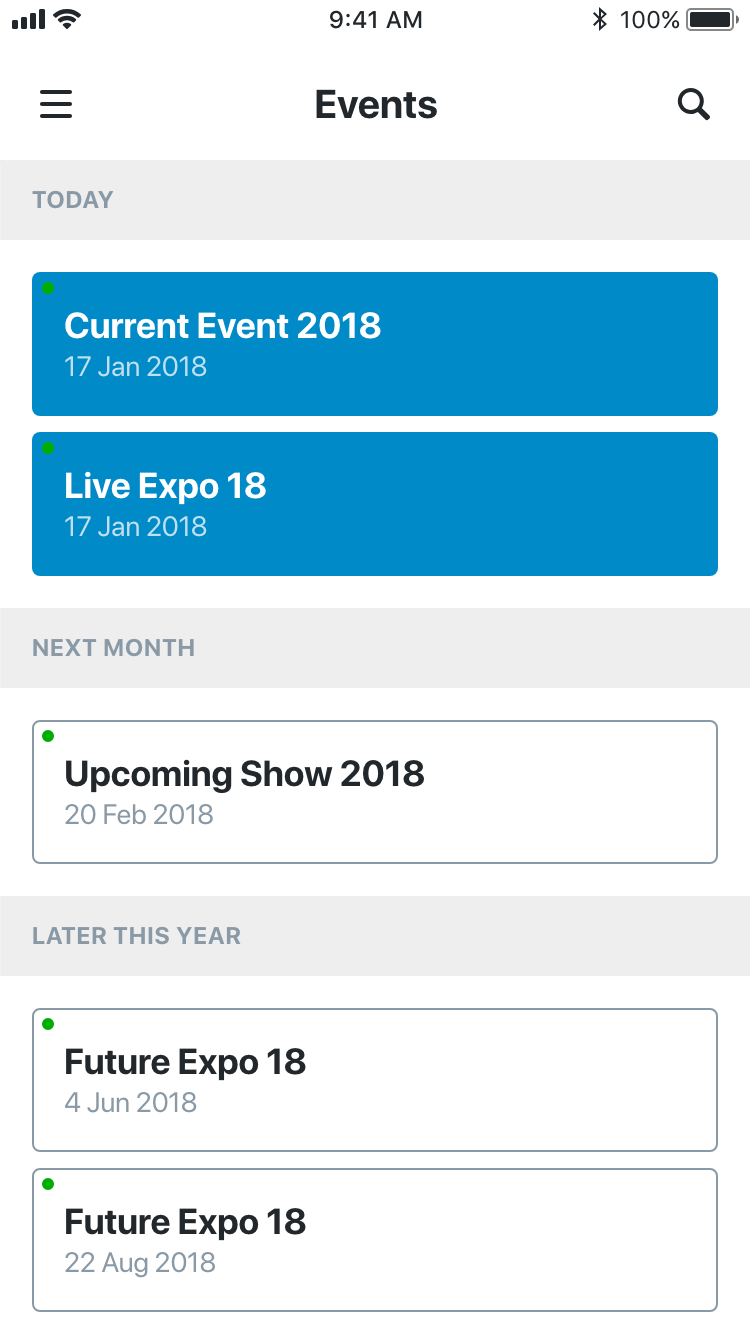 9:41 AM
100%
Events
TODAY
Current Event 2018
17 Jan 2018
Live Expo 18
17 Jan 2018
NEXT MONTH
Upcoming Show 2018
20 Feb 2018
LATER THIS YEAR
Future Expo 18
4 Jun 2018
Future Expo 18
22 Aug 2018